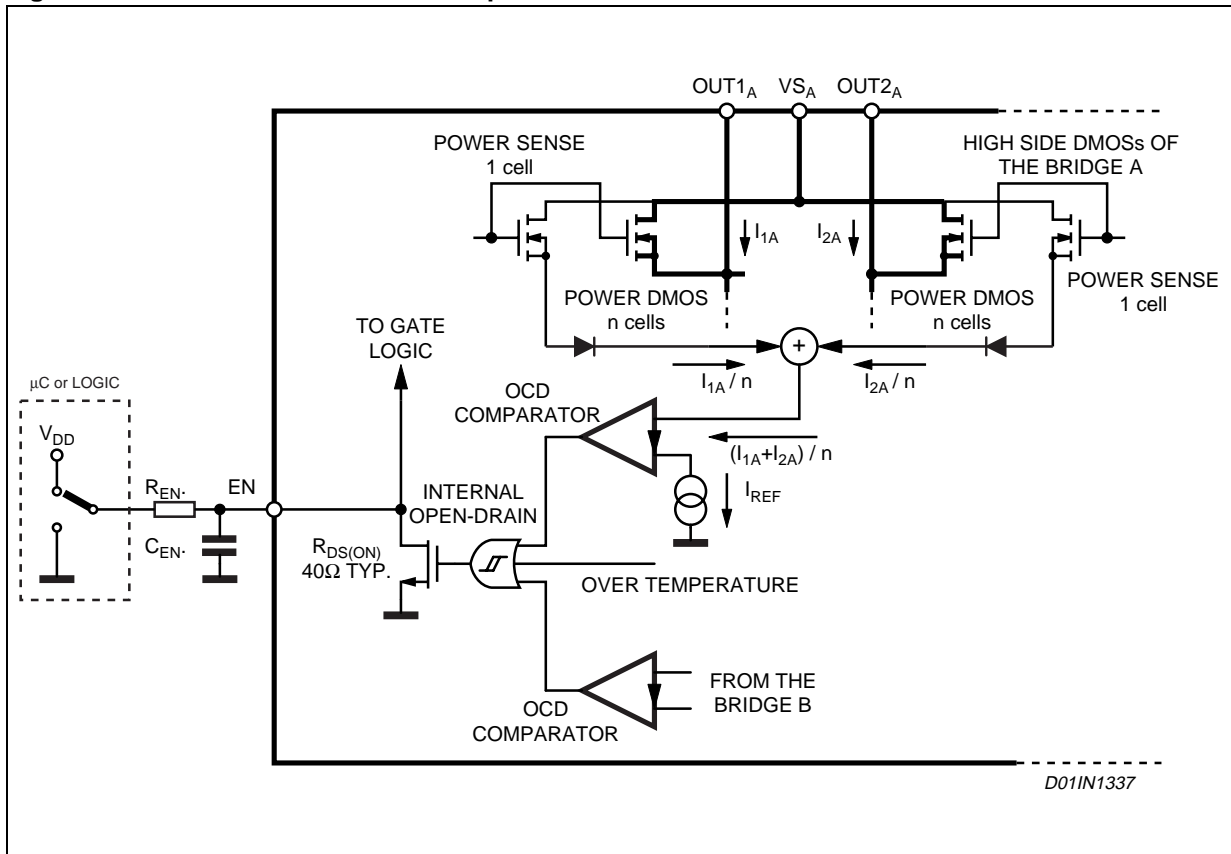 OUT1A VSA OUT2A
POWER SENSE
1 cell
HIGH SIDE DMOSs OF
THE BRIDGE A
I1A
I2A
POWER DMOS
n cells
POWER DMOS
n cells
POWER SENSE
1 cell
TO GATE
LOGIC
+
I1A / n
I2A / n
μC or LOGIC
VDD
REN.
EN
CEN.
OCD
COMPARATOR
(I1A+I2A) / n
IREF
INTERNAL
OPEN-DRAIN
RDS(ON)
40Ω TYP.
OVER TEMPERATURE
OCD
COMPARATOR
FROM THE
BRIDGE B
D01IN1337